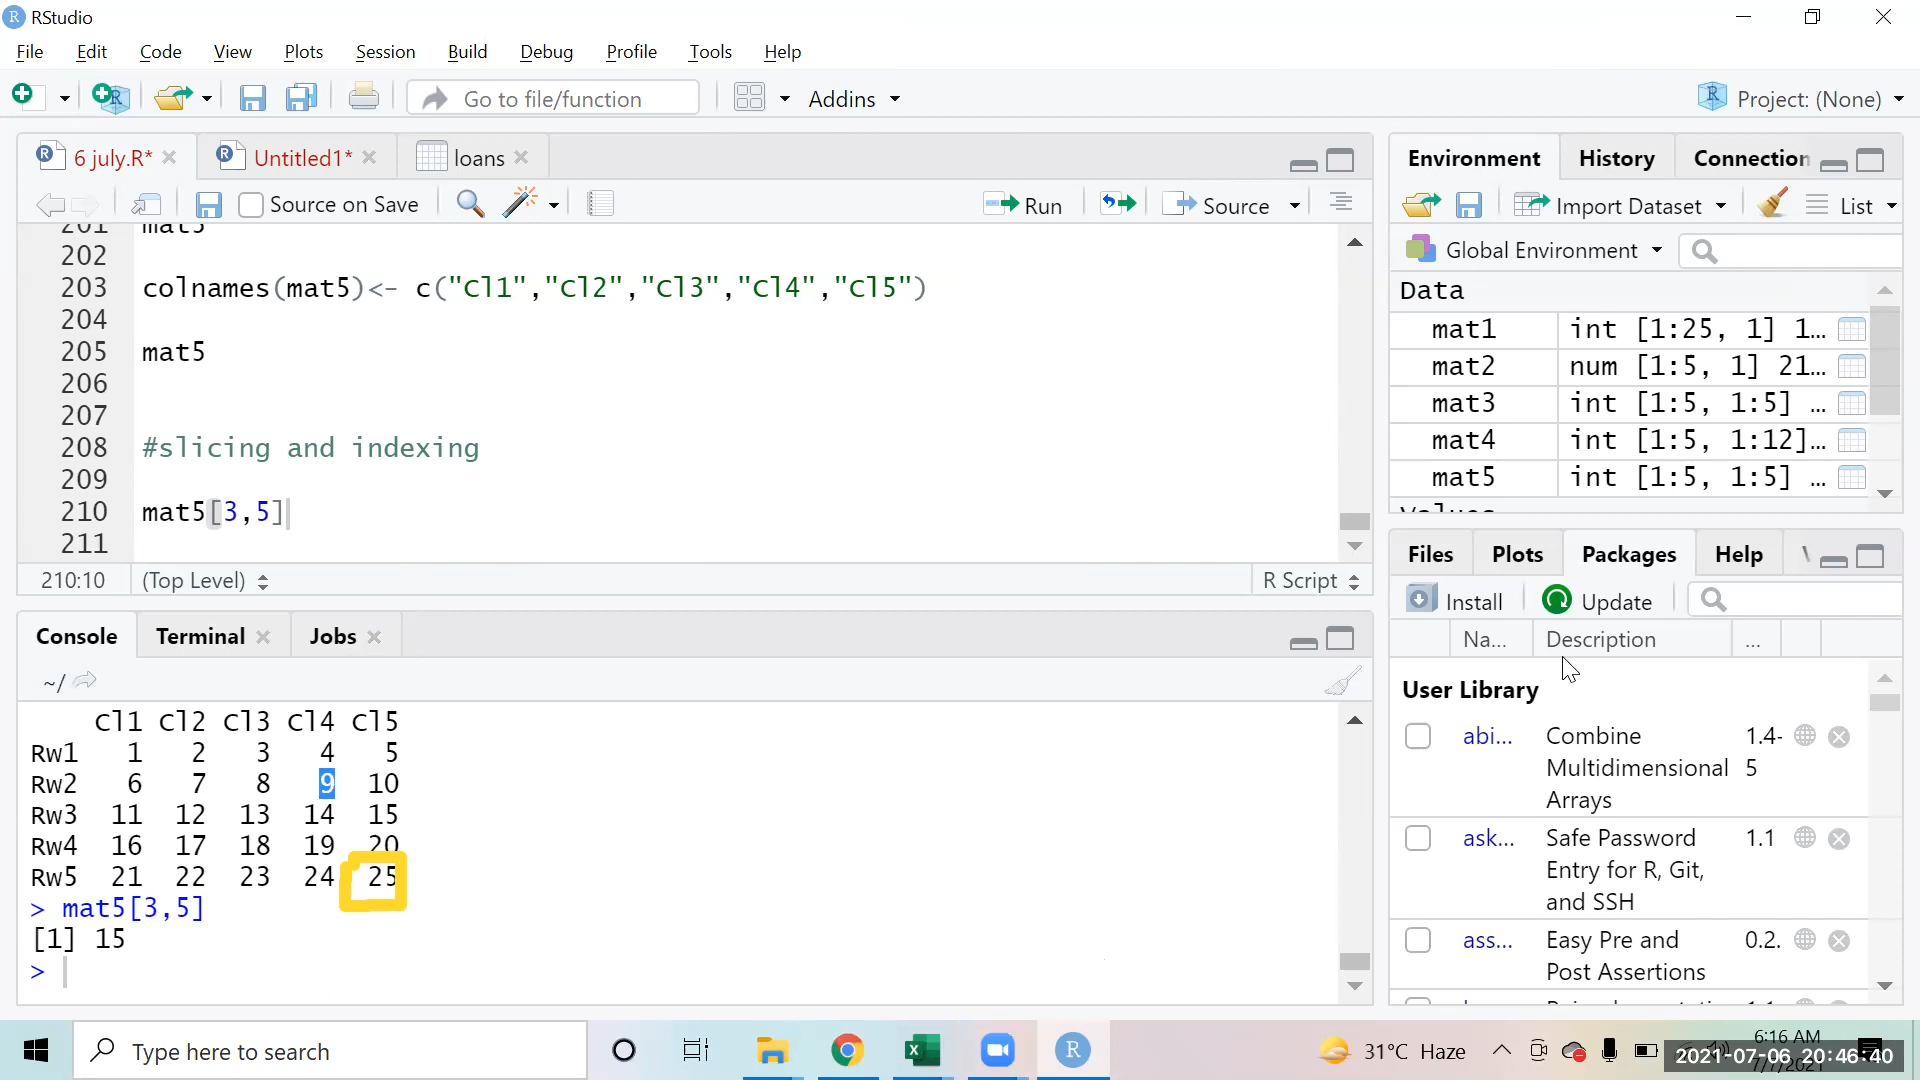 RStudio
File Edit Code View Plots Session Build Debug Profile Tools Help
Go to file/function Addins Project: (None)
6 july.R* Untitled1* loans
Source on Save Run Source
201 mat5
202
203 colnames(mat5)<- c("Cl1","Cl2","Cl3","Cl4","Cl5")
204
205 mat5
206
207
208 #slicing and indexing
209
210 mat5[3,5]
211
210:10 (Top Level) R Script
Console Terminal Jobs
~/
Cl1 Cl2 Cl3 Cl4 Cl5
Rw1 1 2 3 4 5
Rw2 6 7 8 9 10
Rw3 11 12 13 14 15
Rw4 16 17 18 19 20
Rw5 21 22 23 24 25
> mat5[3,5]
[1] 15
>
Environment History Connection
Import Dataset List
Global Environment
Data
mat1 int [1:25, 1] 1...
mat2 num [1:5, 1] 21...
mat3 int [1:5, 1:5] ...
mat4 int [1:5, 1:12]...
mat5 int [1:5, 1:5] ...
Values
Files Plots Packages Help
Install Update
Na... Description ...
User Library
abi... Combine Multidimensional Arrays 1.4-5
ask... Safe Password Entry for R, Git, and SSH 1.1
ass... Easy Pre and Post Assertions 0.2.
Type here to search
31°C Haze
6:16 AM
2021-07-06 20:46:40